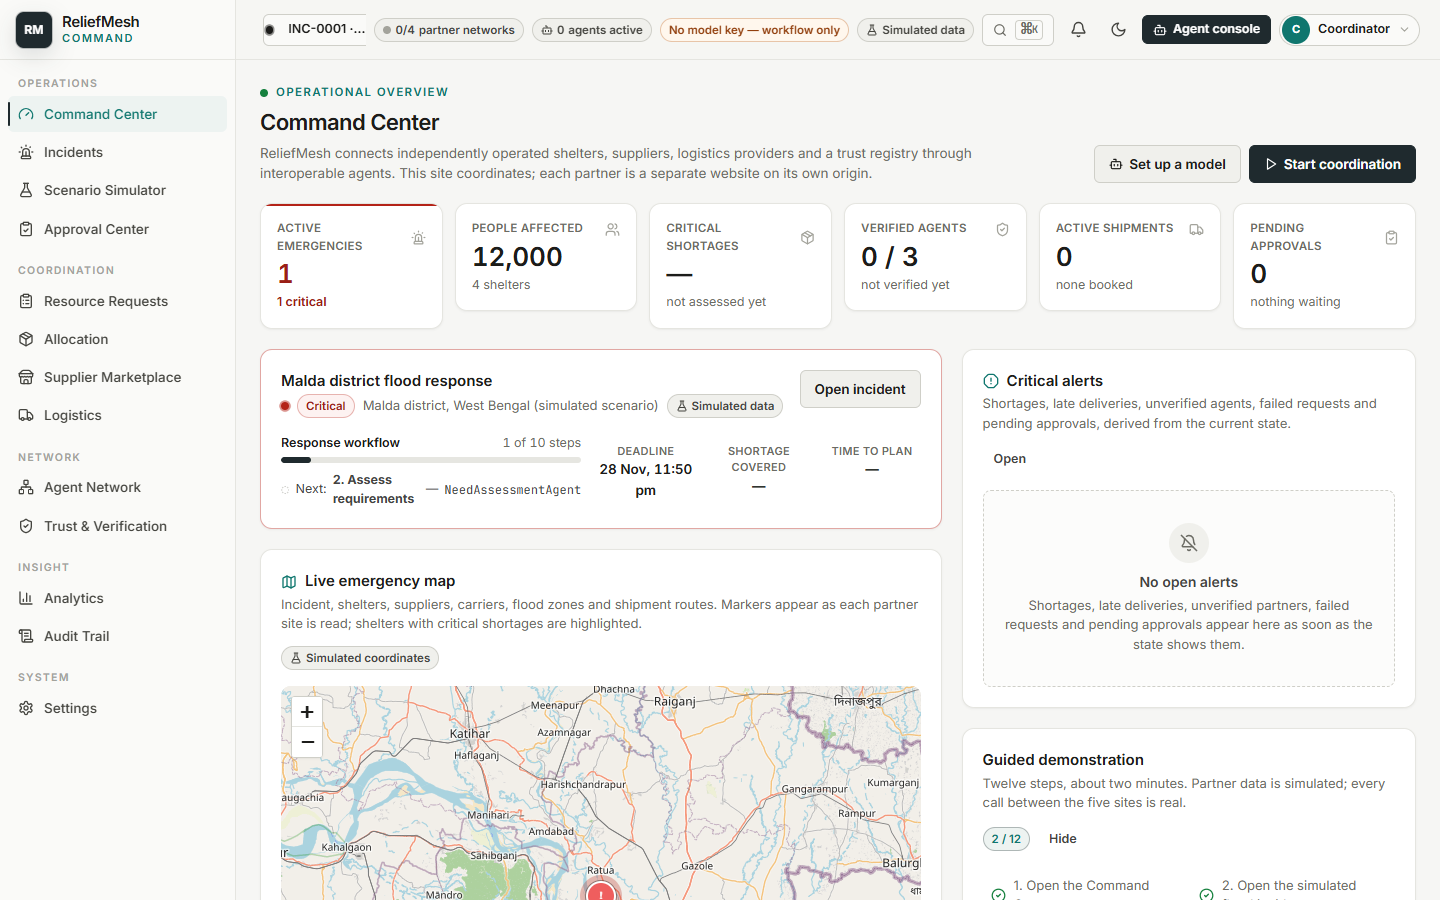 RM
ReliefMesh
COMMAND
INC-0001 ·...
0/4 partner networks
0 agents active
No model key — workflow only
Simulated data
⌘K
Agent console
C
Coordinator
OPERATIONS
Command Center
Incidents
Scenario Simulator
Approval Center
COORDINATION
Resource Requests
Allocation
Supplier Marketplace
Logistics
NETWORK
Agent Network
Trust & Verification
INSIGHT
Analytics
Audit Trail
SYSTEM
Settings
OPERATIONAL OVERVIEW
Command Center
ReliefMesh connects independently operated shelters, suppliers, logistics providers and a trust registry through
interoperable agents. This site coordinates; each partner is a separate website on its own origin.
Set up a model
Start coordination
ACTIVE
EMERGENCIES
1
1 critical
PEOPLE AFFECTED
12,000
4 shelters
CRITICAL
SHORTAGES
—
not assessed yet
VERIFIED AGENTS
0 / 3
not verified yet
ACTIVE SHIPMENTS
0
none booked
PENDING
APPROVALS
0
nothing waiting
Malda district flood response
Critical
Malda district, West Bengal (simulated scenario)
Simulated data
Open incident
Response workflow
1 of 10 steps
Next:
2. Assess
requirements
— NeedAssessmentAgent
DEADLINE
28 Nov, 11:50
pm
SHORTAGE
COVERED
—
TIME TO PLAN
—
Live emergency map
Incident, shelters, suppliers, carriers, flood zones and shipment routes. Markers appear as each partner
site is read; shelters with critical shortages are highlighted.
Simulated coordinates
+
−
Dhachna
Meenapur
Raiganj
দিনাজপুর
Katihar
Azamnagar
Haflaganj
augachia
Harishchandrapur
Gangarampur
Kumarganj
Manihari
Rampur
Amdabad
Kahalgaon
Sahibganj
Ratua
Gazole
Balurg
Mandro
Critical alerts
Shortages, late deliveries, unverified agents, failed requests and
pending approvals, derived from the current state.
Open
No open alerts
Shortages, late deliveries, unverified partners, failed
requests and pending approvals appear here as soon as the
state shows them.
Guided demonstration
Twelve steps, about two minutes. Partner data is simulated; every
call between the five sites is real.
2 / 12
Hide
1. Open the Command
2. Open the simulated